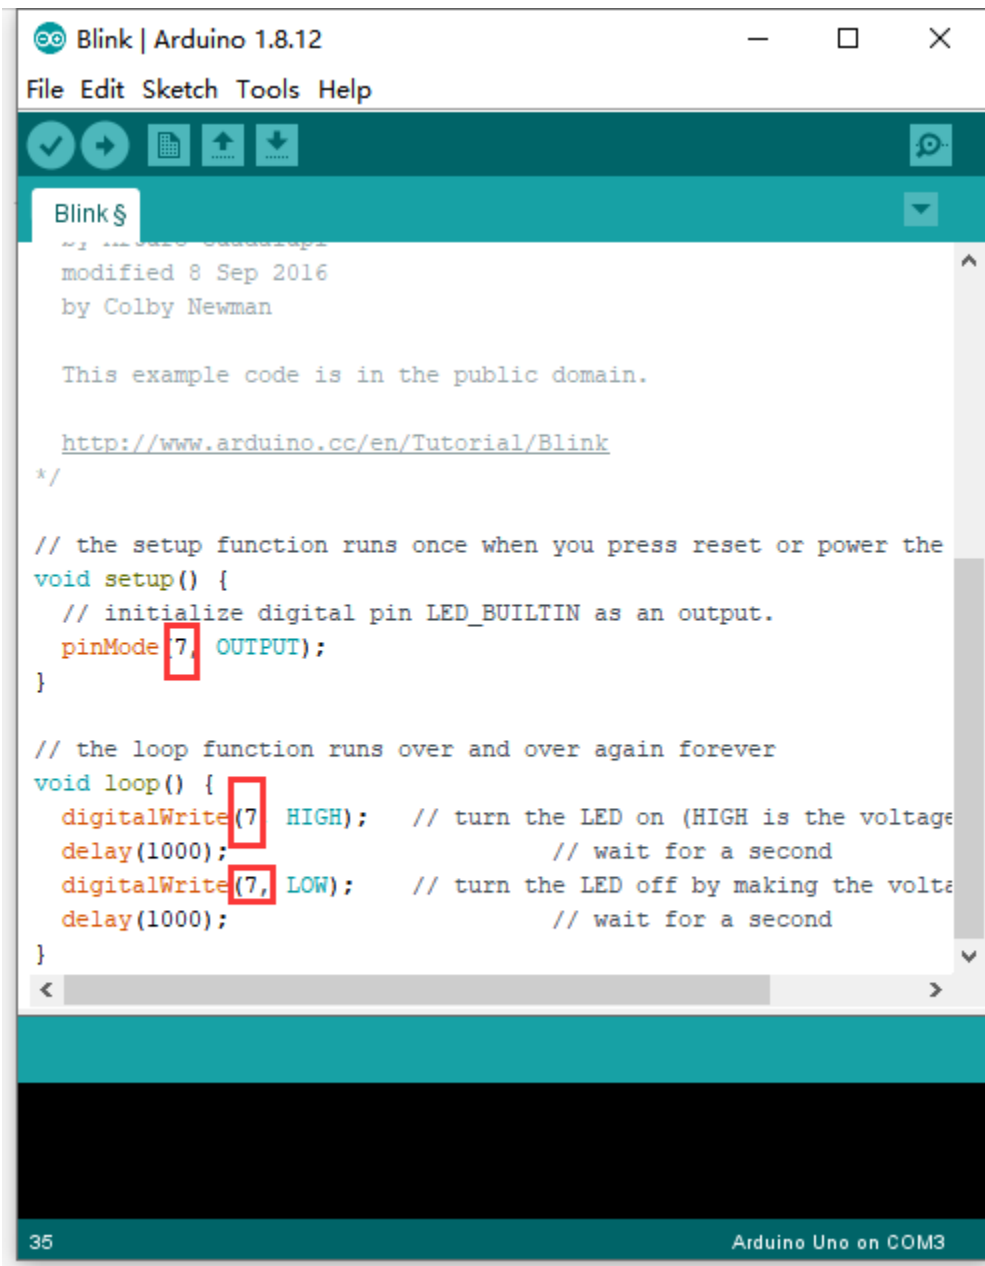 Blink | Arduino 1.8.12
File Edit Sketch Tools Help
Blink §
modified 8 Sep 2016
by Colby Newman
This example code is in the public domain.
http://www.arduino.cc/en/Tutorial/Blink
*/
// the setup function runs once when you press reset or power the
void setup() {
// initialize digital pin LED_BUILTIN as an output.
pinMode(7, OUTPUT);
}
// the loop function runs over and over again forever
void loop() {
digitalWrite(7, HIGH); // turn the LED on (HIGH is the voltage
delay(1000); // wait for a second
digitalWrite(7, LOW); // turn the LED off by making the volta
delay(1000); // wait for a second
}
35
Arduino Uno on COM3